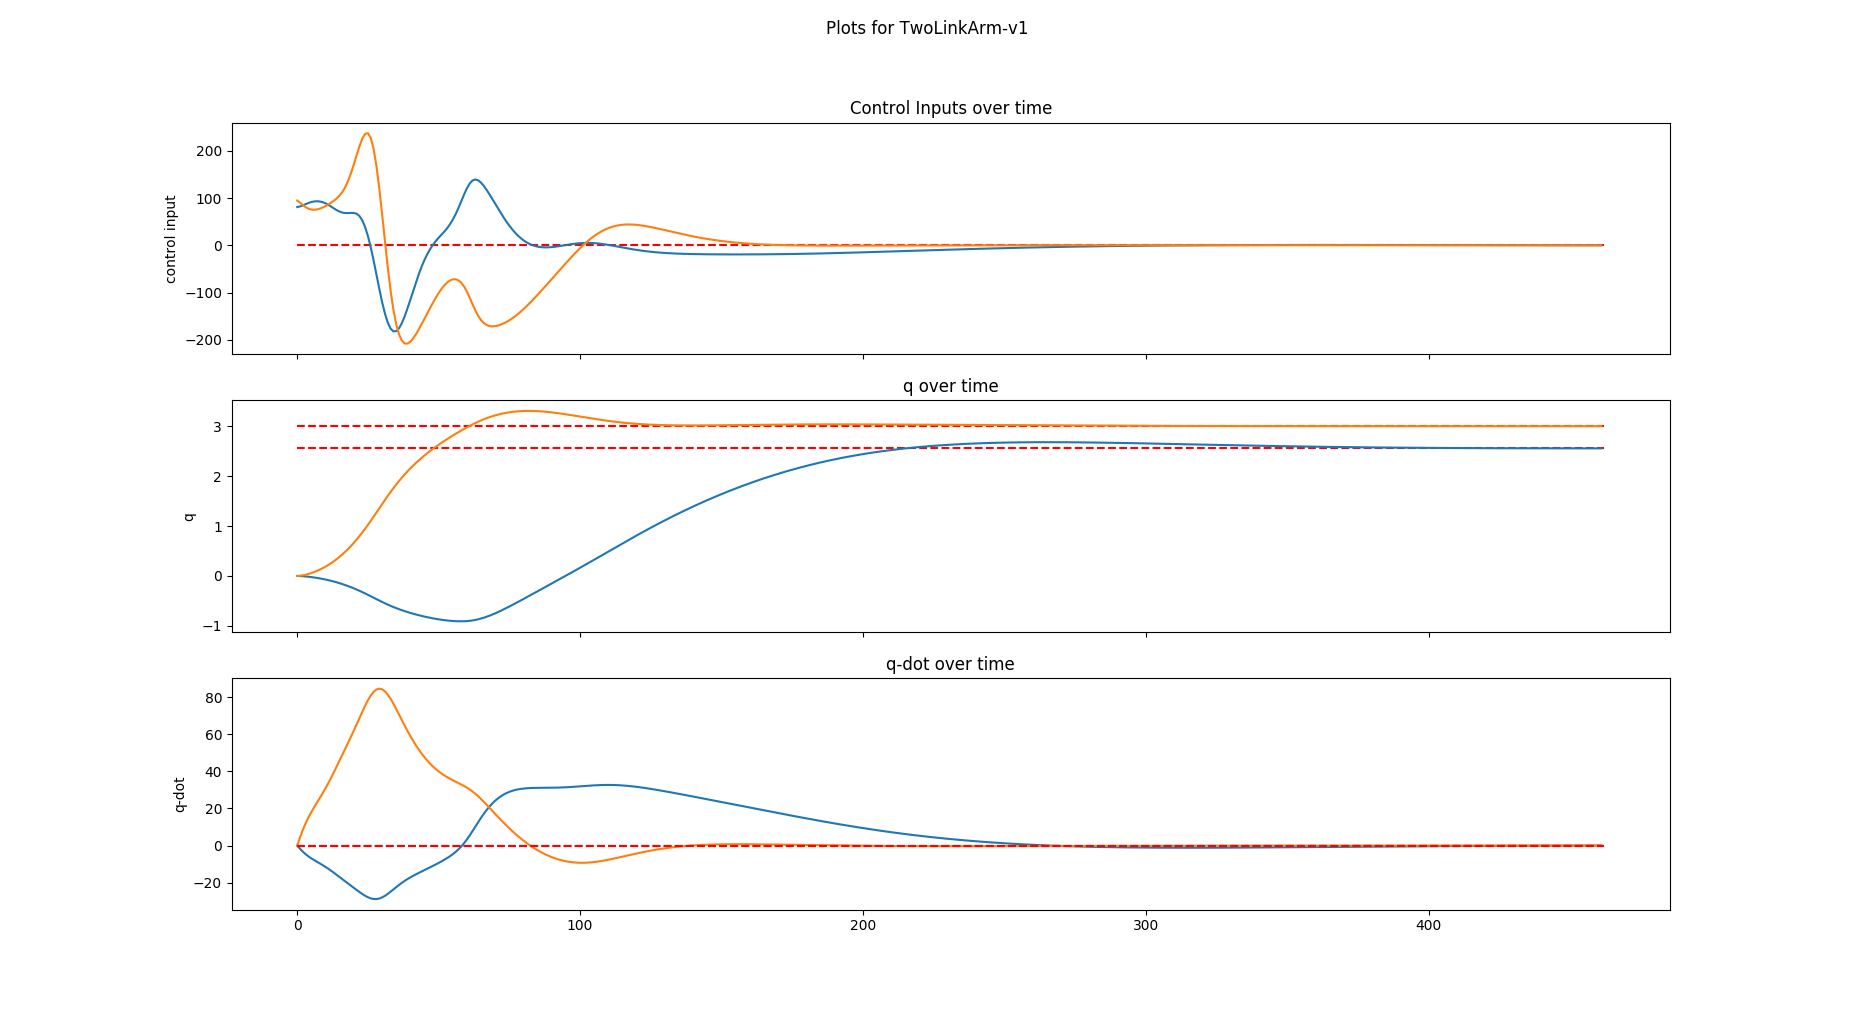 Plots for TwoLinkArm-v1
Control Inputs over time
control input
200
100
0
−100
−200
q over time
q
3
2
1
0
−1
q-dot over time
q-dot
80
60
40
20
0
−20
0 100 200 300 400